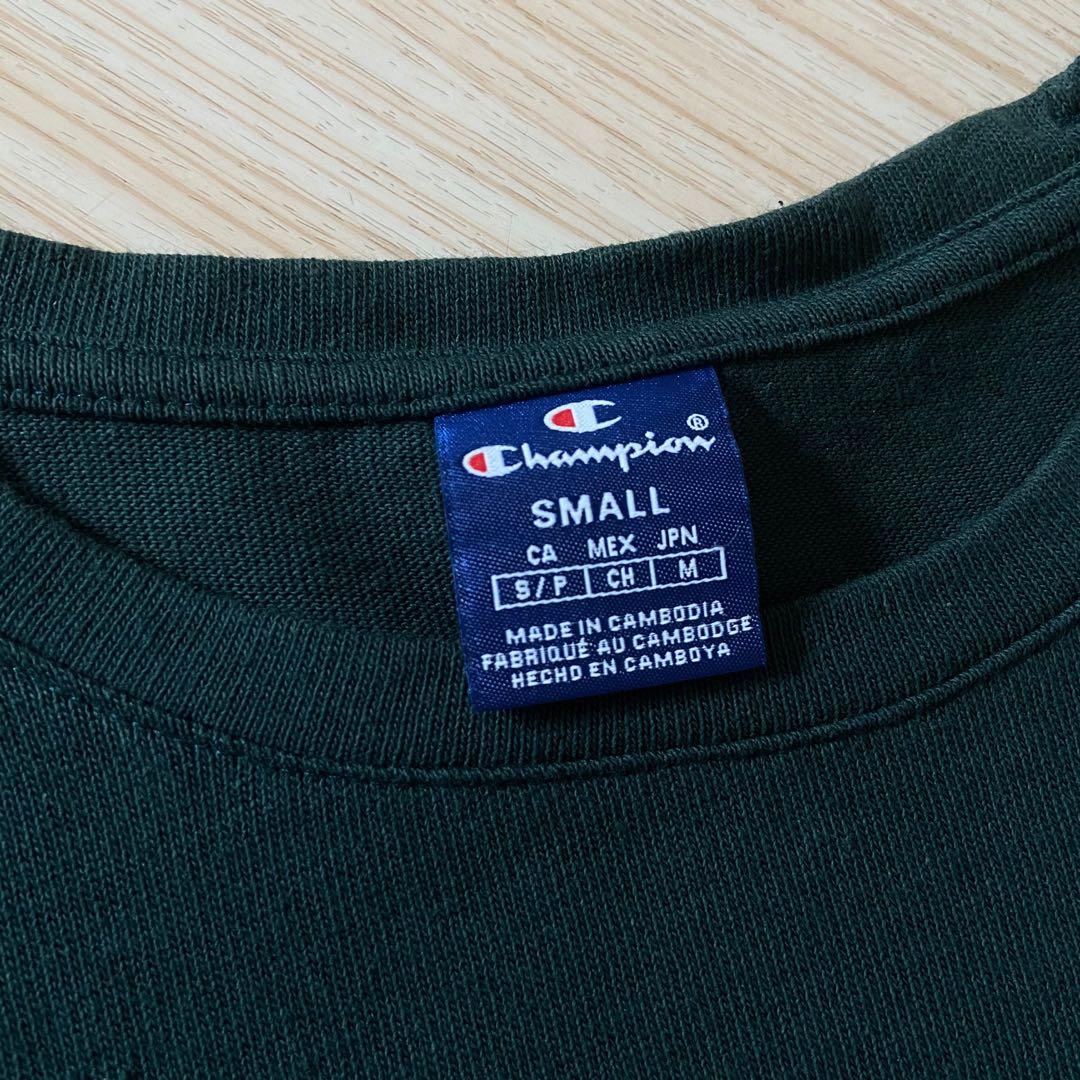 Champion®
SMALL
CA MEX JPN
S/P CH M
MADE IN CAMBODIA
FABRIQUÉ AU CAMBODGE
HECHO EN CAMBOYA